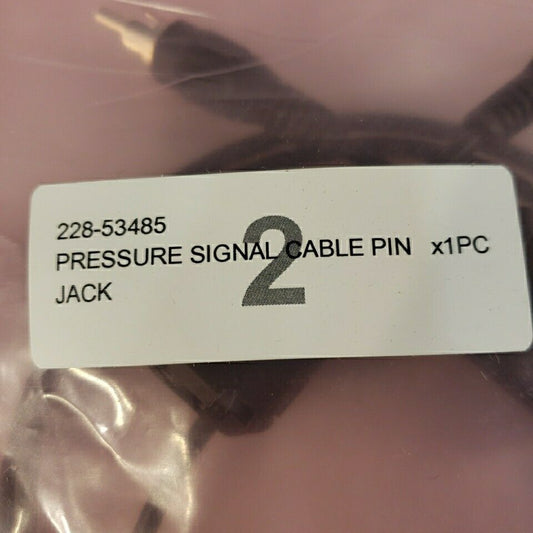 228-53485
PRESSURE SIGNAL CABLE PIN x1PC
JACK
2